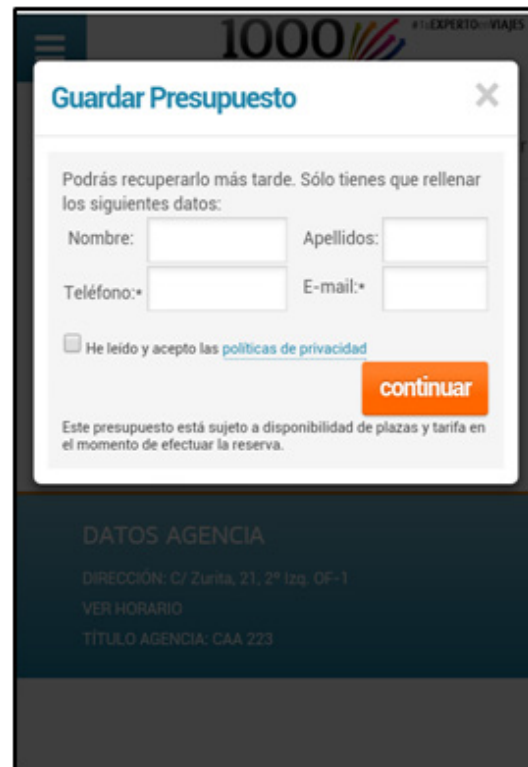 1000
#TuEXPERTOenVIAJES
Guardar Presupuesto
Podrás recuperarlo más tarde. Sólo tienes que rellenar
los siguientes datos:
Nombre: Apellidos:
Teléfono:* E-mail:*
He leído y acepto las políticas de privacidad
continuar
Este presupuesto está sujeto a disponibilidad de plazas y tarifa en
el momento de efectuar la reserva.
DATOS AGENCIA
DIRECCIÓN: C/ Zurita, 21, 2º Izq. OF-1
VER HORARIO
TÍTULO AGENCIA: CAA 223